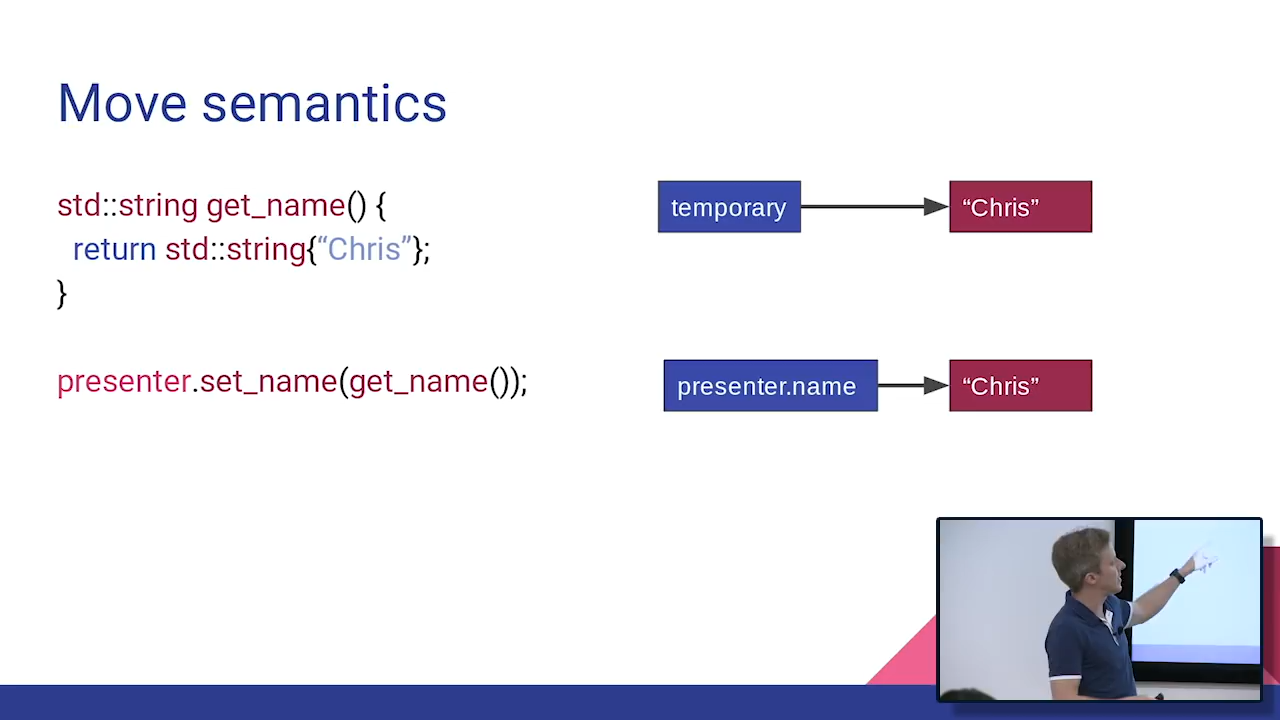 Move semantics
std::string get_name() {
return std::string{“Chris”};
}
presenter.set_name(get_name());
temporary
“Chris”
presenter.name
“Chris”